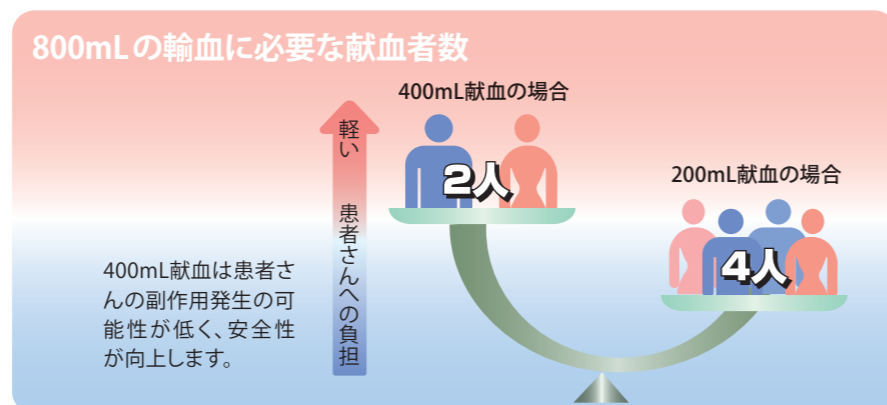 800mLの輸血に必要な献血者数
400mL献血の場合
軽い 患者さんへの負担
2人
200mL献血の場合
4人
400mL献血は患者さ
んの副作用発生の可
能性が低く、安全性
が向上します。